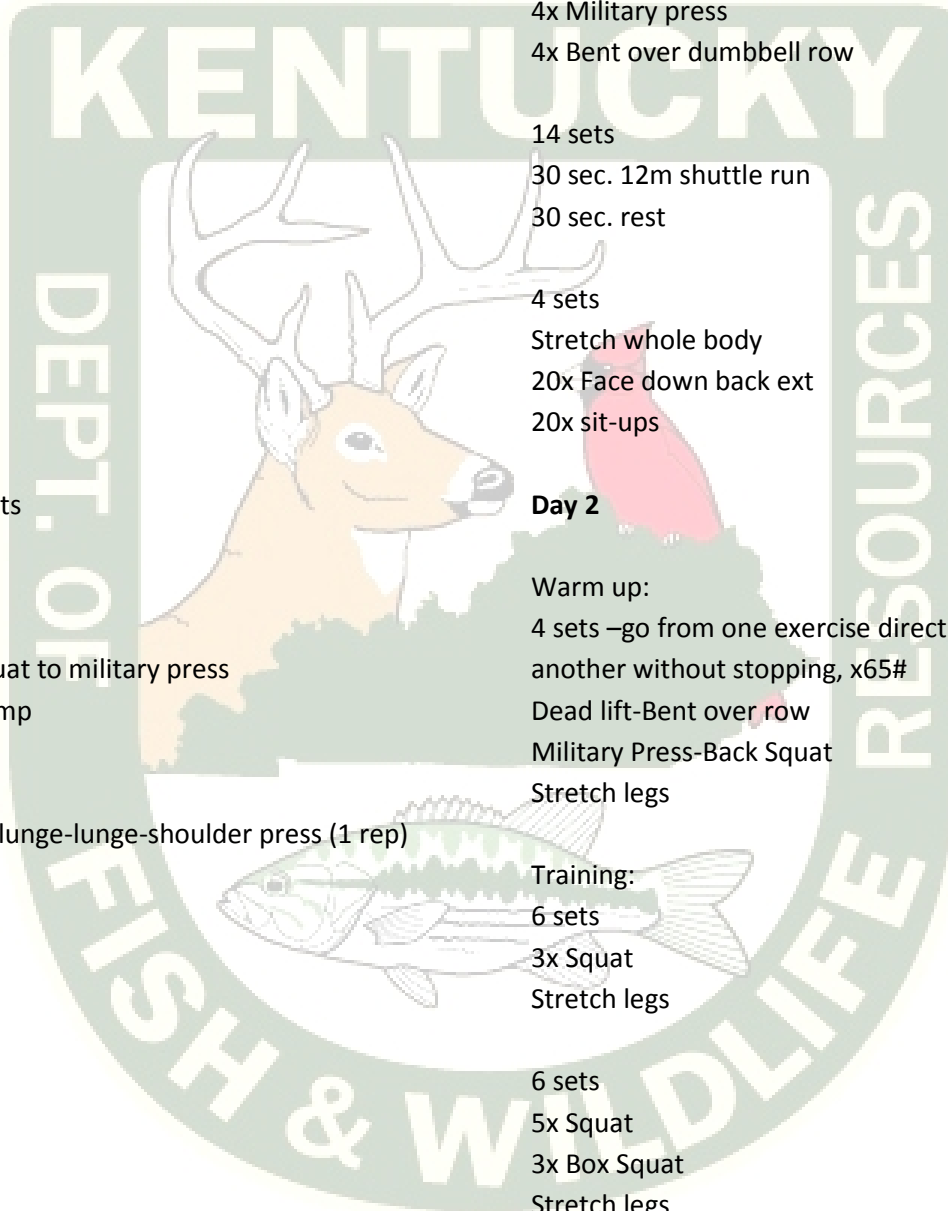 KENTUCKY
DEPT. OF
FISH & WILDLIFE
RESOURCES
ts
uat to military press
mp
lunge-lunge-shoulder press (1 rep)
4x Military press
4x Bent over dumbbell row
14 sets
30 sec. 12m shuttle run
30 sec. rest
4 sets
Stretch whole body
20x Face down back ext
20x sit-ups
Day 2
Warm up:
4 sets –go from one exercise direct
another without stopping, x65#
Dead lift-Bent over row
Military Press-Back Squat
Stretch legs
Training:
6 sets
3x Squat
Stretch legs
6 sets
5x Squat
3x Box Squat
Stretch legs